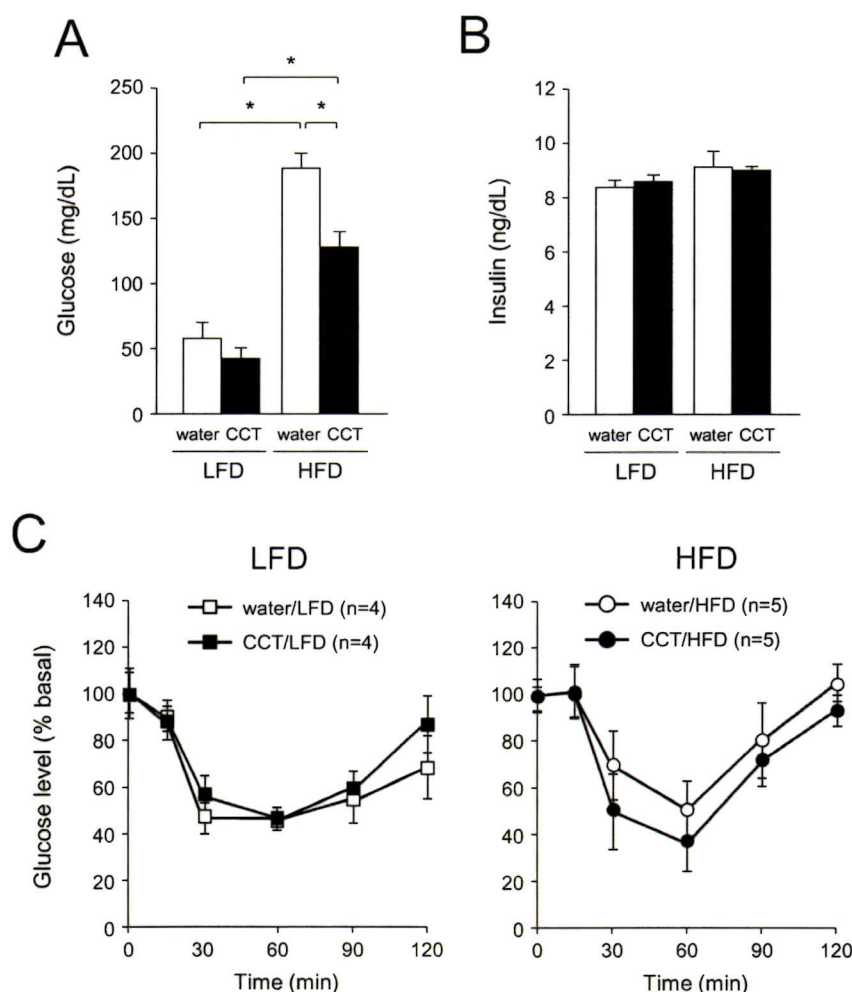 A
B
* 
* *
250
200
150
100
50
0
Glucose (mg/dL)
water CCT water CCT
LFD HFD
12
10
8
6
4
2
0
Insulin (ng/dL)
water CCT water CCT
LFD HFD
C
LFD
140
120
100
80
60
40
20
0
Glucose level (% basal)
water/LFD (n=4)
CCT/LFD (n=4)
0 30 60 90 120
Time (min)
HFD
140
120
100
80
60
40
20
0
water/HFD (n=5)
CCT/HFD (n=5)
0 30 60 90 120
Time (min)